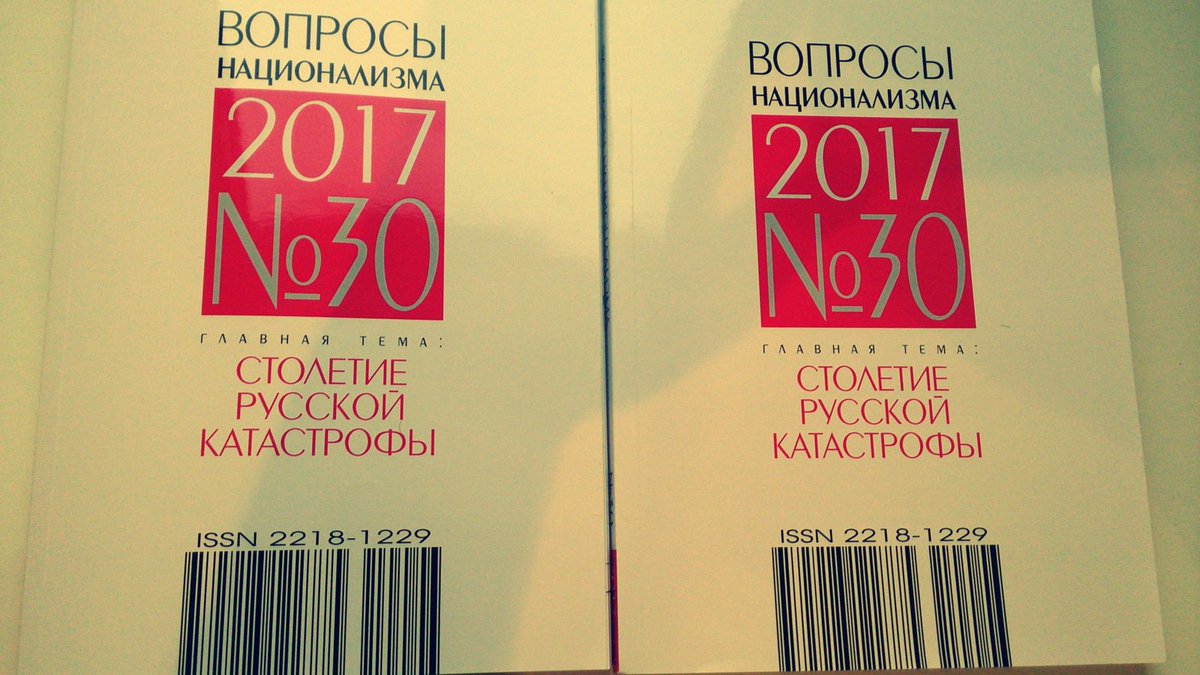 ВОПРОСЫ
НАЦИОНАЛИЗМА
2017
№30
ГЛАВНАЯ ТЕМА:
СТОЛЕТИЕ
РУССКОЙ
КАТАСТРОФЫ
ISSN 2218-1229
ВОПРОСЫ
НАЦИОНАЛИЗМА
2017
№30
ГЛАВНАЯ ТЕМА:
СТОЛЕТИЕ
РУССКОЙ
КАТАСТРОФЫ
ISSN 2218-1229